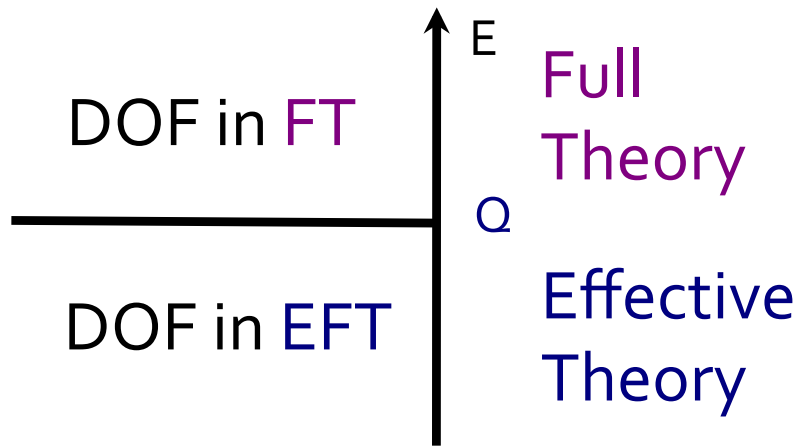 E
Full
Theory
DOF in FT
Q
DOF in EFT
Effective
Theory